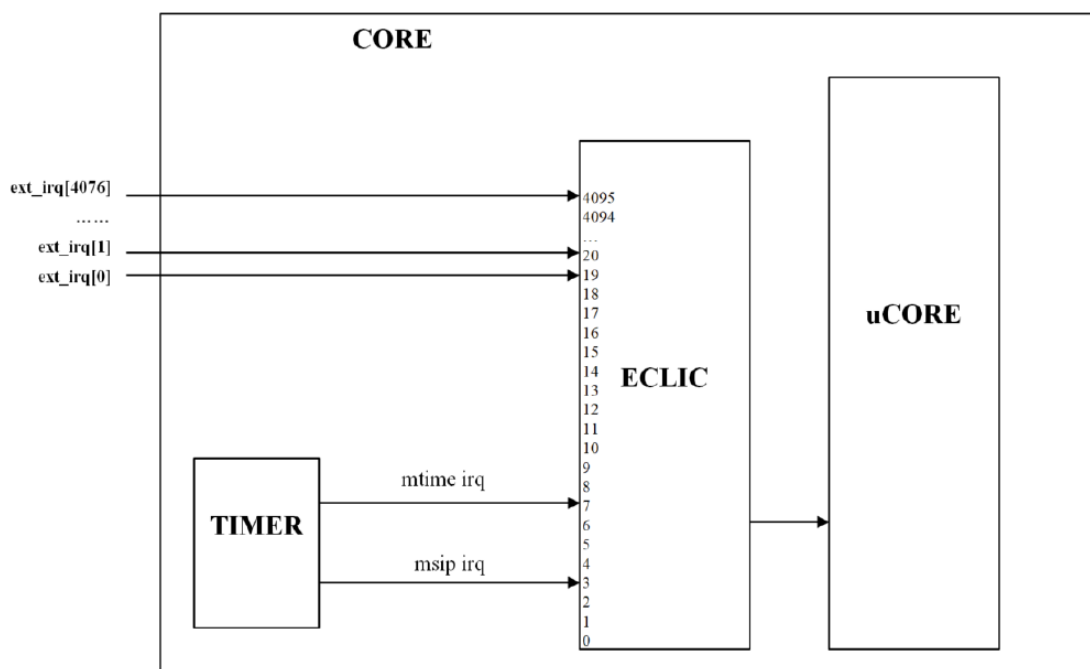 CORE
ext_irq[4076]
……
ext_irq[1]
ext_irq[0]
4095
4094
…
20
19
18
17
16
15
14
13
12
11
10
9
8
7
6
5
4
3
2
1
0
ECLIC
uCORE
TIMER
mtime irq
msip irq